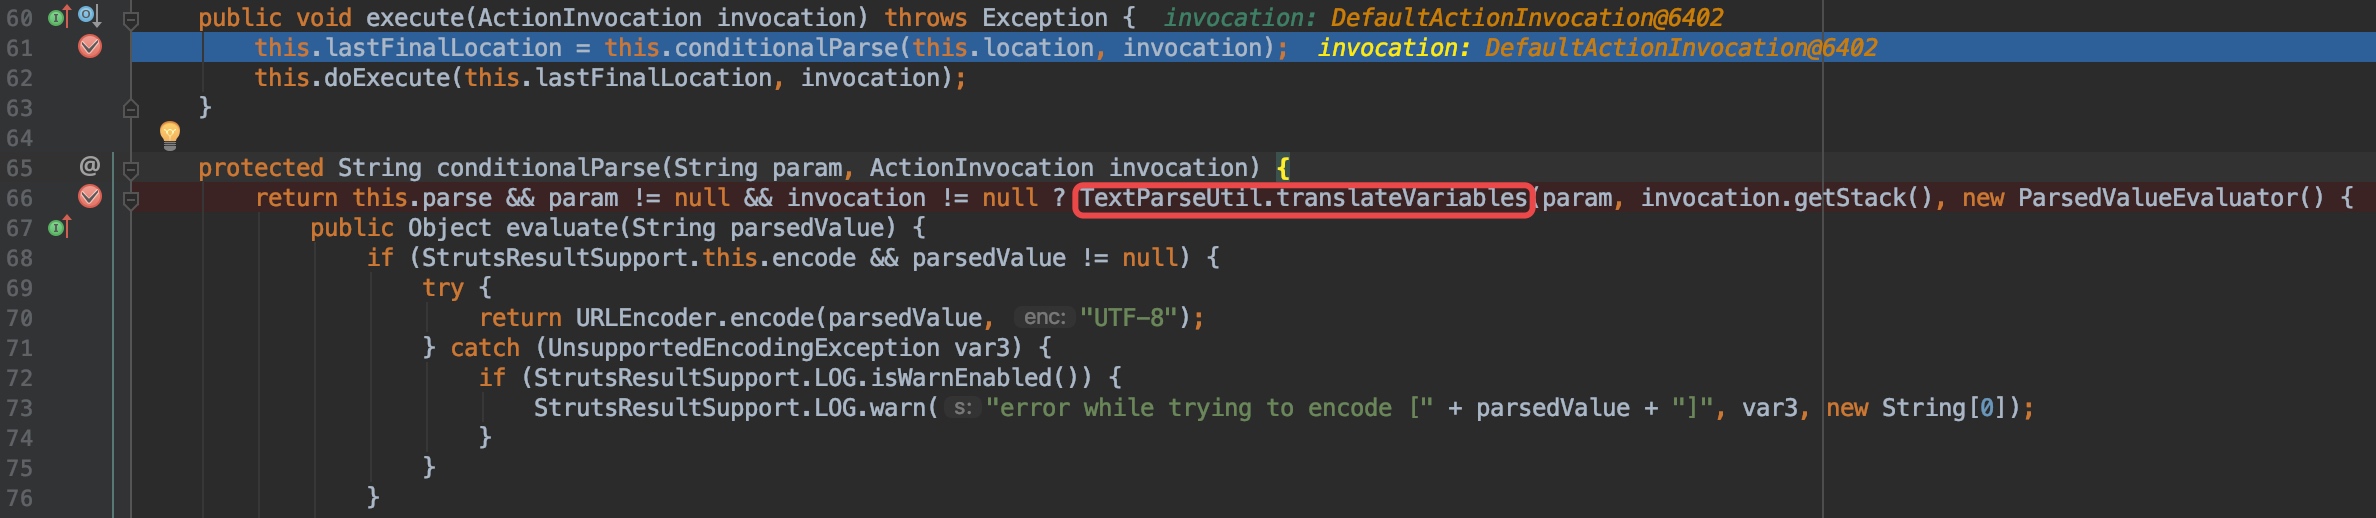 60 public void execute(ActionInvocation invocation) throws Exception { invocation: DefaultActionInvocation@6402
61 this.lastFinalLocation = this.conditionalParse(this.location, invocation); invocation: DefaultActionInvocation@6402
62 this.doExecute(this.lastFinalLocation, invocation);
63 }
64
65 @ protected String conditionalParse(String param, ActionInvocation invocation) {
66 return this.parse && param != null && invocation != null ? TextParseUtil.translateVariables(param, invocation.getStack(), new ParsedValueEvaluator() {
67 public Object evaluate(String parsedValue) {
68 if (StrutsResultSupport.this.encode && parsedValue != null) {
69 try {
70 return URLEncoder.encode(parsedValue, enc: "UTF-8");
71 } catch (UnsupportedEncodingException var3) {
72 if (StrutsResultSupport.LOG.isWarnEnabled()) {
73 StrutsResultSupport.LOG.warn( s: "error while trying to encode [" + parsedValue + "]", var3, new String[0]);
74 }
75 }
76 }